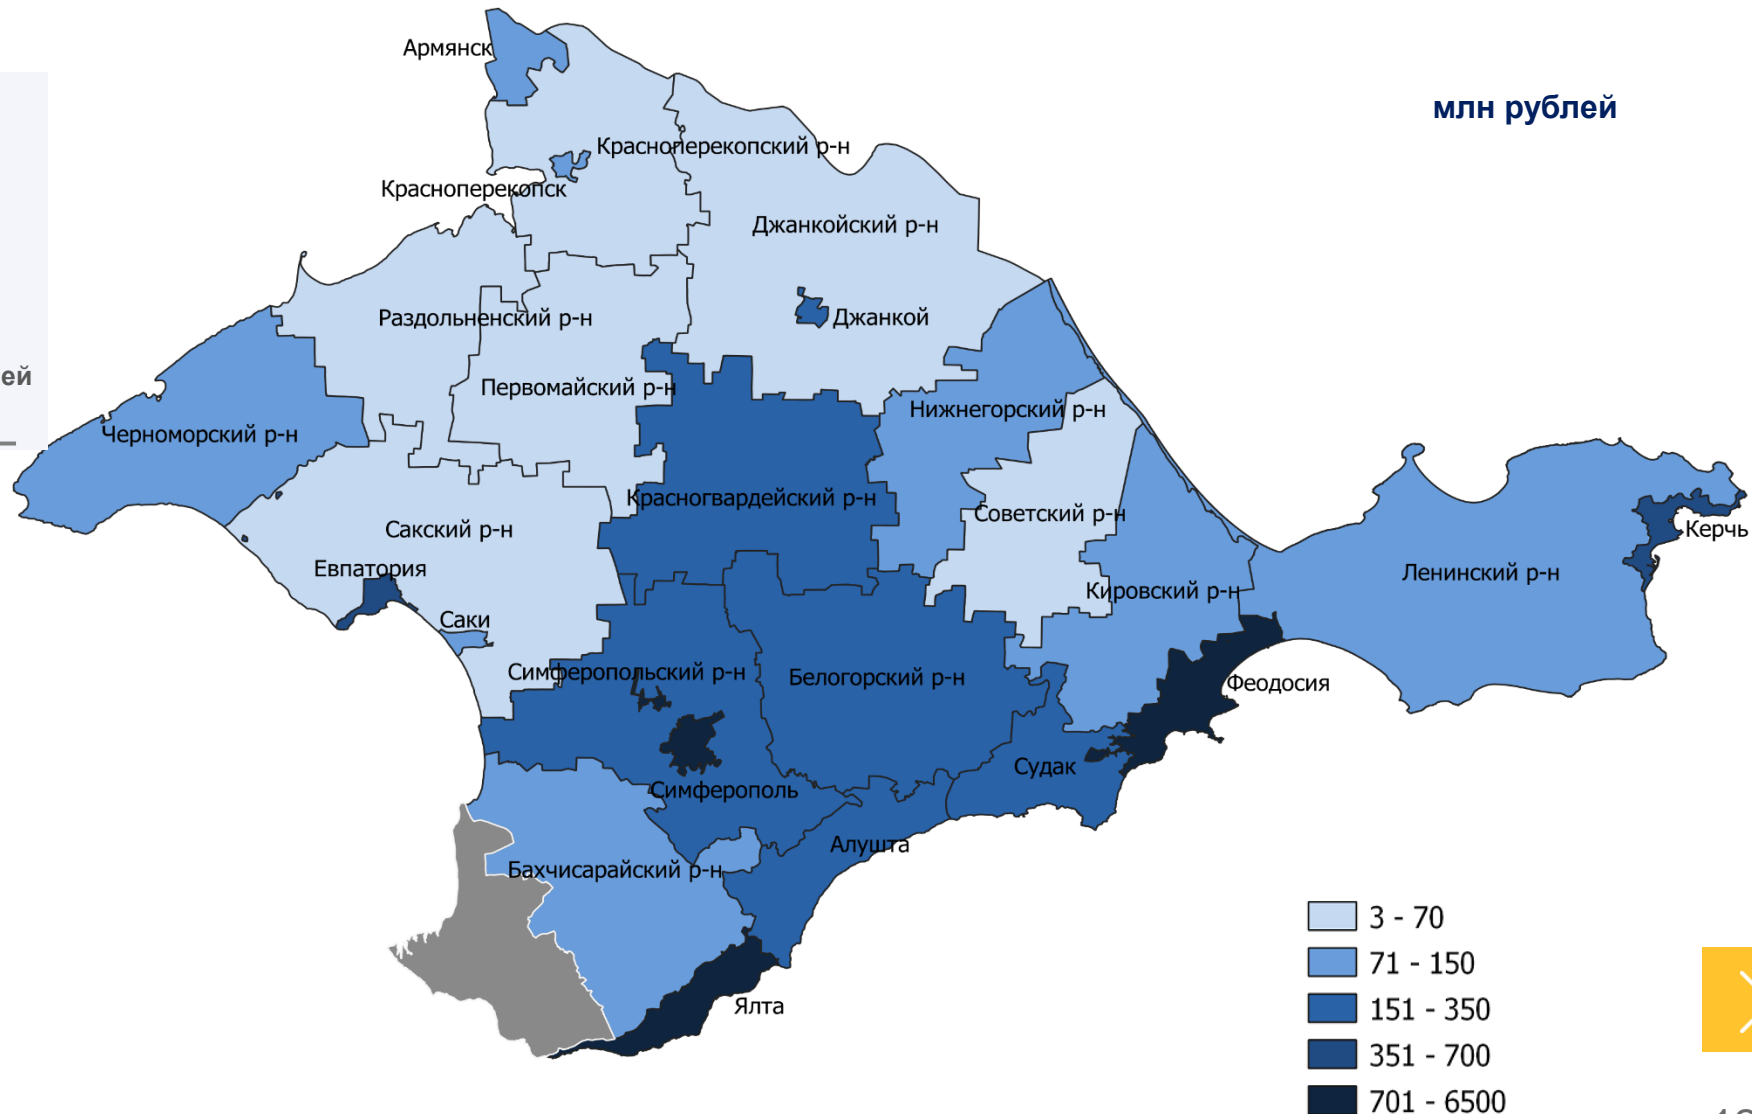 Армянск
млн рублей
Красноперекопский р-н
Красноперекопск
Джанкойский р-н
Раздольненский р-н
Джанкой
ей
Первомайский р-н
Нижнегорский р-н
Черноморский р-н
Красногвардейский р-н
Советский р-н
Сакский р-н
Керчь
Евпатория
Ленинский р-н
Кировский р-н
Саки
Симферопольский р-н
Белогорский р-н
Феодосия
Судак
Симферополь
Алушта
Бахчисарайский р-н
Ялта
3 - 70
71 - 150
151 - 350
351 - 700
701 - 6500